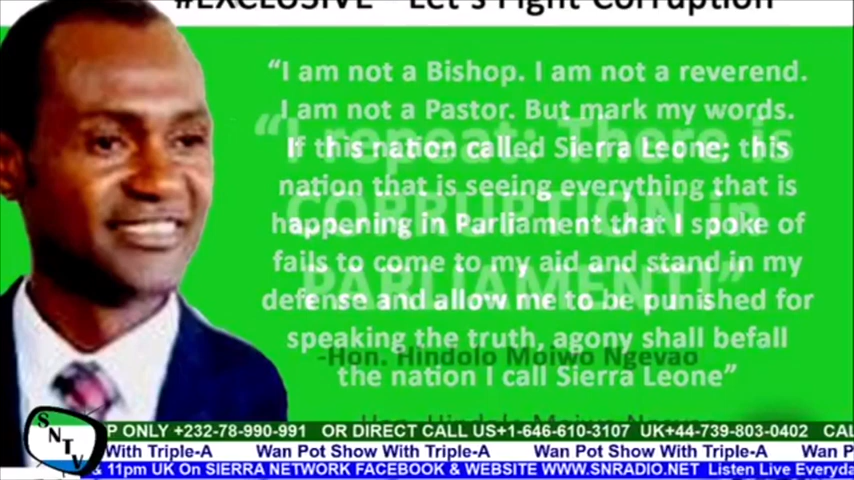 #EXCLUSIVE - Let's Fight Corruption
“I am not a Bishop. I am not a reverend.
I am not a Pastor. But mark my words.
If this nation called Sierra Leone; this
nation that is seeing everything that is
happening in Parliament that I spoke of
fails to come to my aid and stand in my
defense and allow me to be punished for
speaking the truth, agony shall befall
the nation I call Sierra Leone”
“I repeat: There is
CORRUPTION in
PARLIAMENT!”
-Hon. Hindolo Moiwo Ngevao
-Hon. Hindolo Moiwo Ngevao
SNTV
P ONLY +232-78-990-991 OR DIRECT CALL US+1-646-610-3107 UK+44-739-803-0402 CAL
With Triple-A Wan Pot Show With Triple-A Wan Pot Show With Triple-A Wan P
& 11pm UK On SIERRA NETWORK FACEBOOK & WEBSITE WWW.SNRADIO.NET Listen Live Everyda